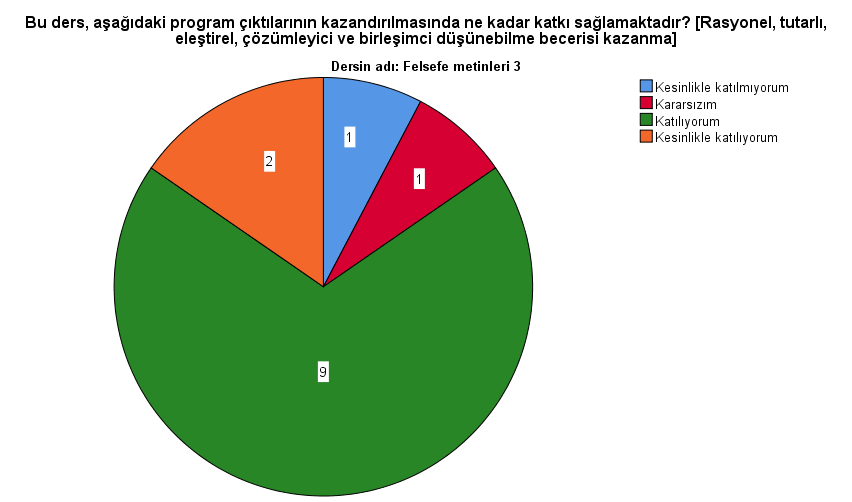 Bu ders, aşağıdaki program çıktılarının kazandırılmasında ne kadar katkı sağlamaktadır? [Rasyonel, tutarlı,
eleştirel, çözümleyici ve birleşimci düşünebilme becerisi kazanma]
Dersin adı: Felsefe metinleri 3
Kesinlikle katılmıyorum
Kararsızım
Katılıyorum
Kesinlikle katılıyorum
1
2
1
9